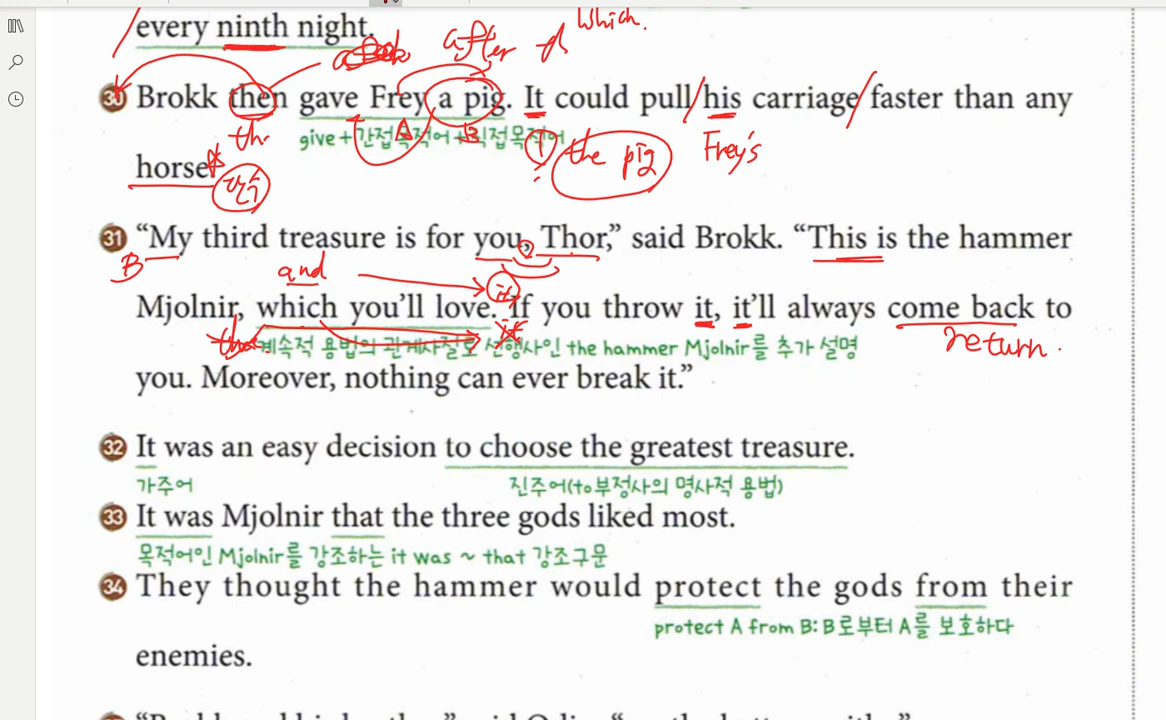 which.
every ninth night.
after
30 Brokk then gave Frey a pig. It could pull his carriage faster than any
give+간접목적어+직접목적어
A
B
the pig
Frey's
horse.
단수
31 “My third treasure is for you, Thor,” said Brokk. “This is the hammer
B
and
it
Mjolnir, which you'll love. If you throw it, it'll always come back to
계속적 용법의 관계사절로 선행사인 the hammer Mjolnir를 추가 설명
return.
you. Moreover, nothing can ever break it.”
32 It was an easy decision to choose the greatest treasure.
가주어
진주어(to부정사의 명사적 용법)
33 It was Mjolnir that the three gods liked most.
목적어인 Mjolnir를 강조하는 it was ~ that 강조구문
34 They thought the hammer would protect the gods from their
protect A from B: B로부터 A를 보호하다
enemies.